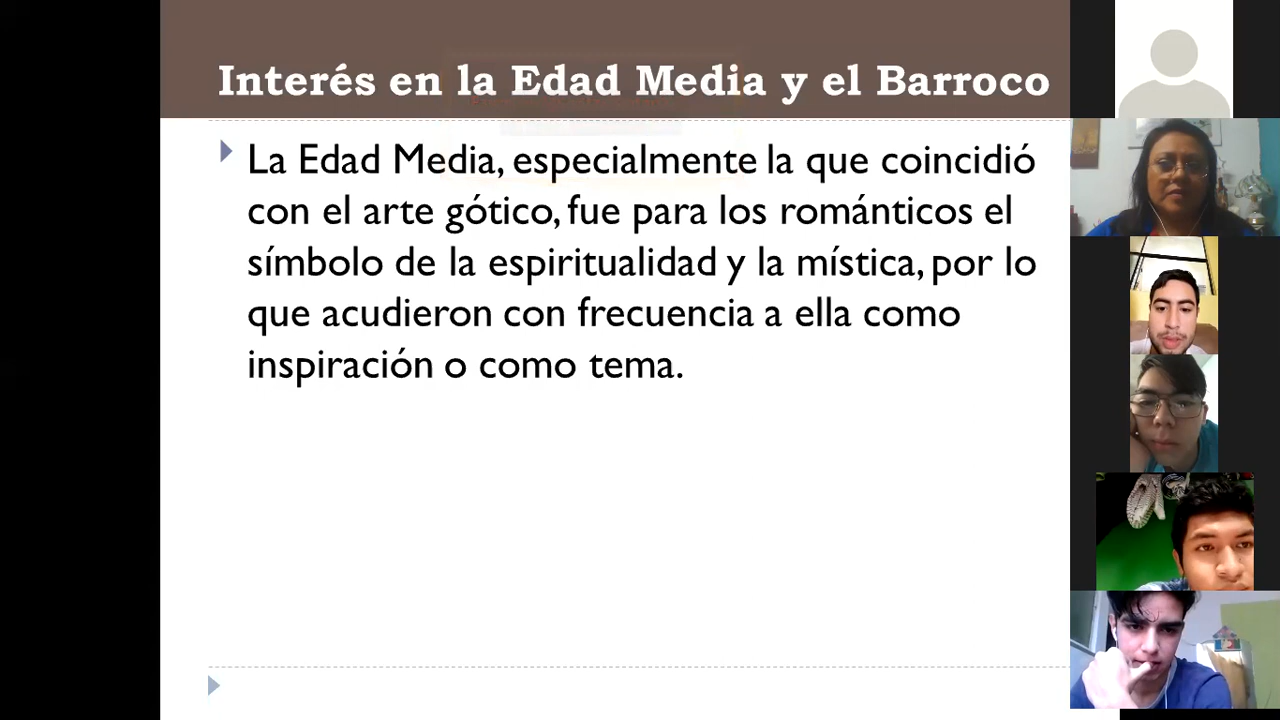 Interés en la Edad Media y el Barroco
La Edad Media, especialmente la que coincidió
con el arte gótico, fue para los románticos el
símbolo de la espiritualidad y la mística, por lo
que acudieron con frecuencia a ella como
inspiración o como tema.